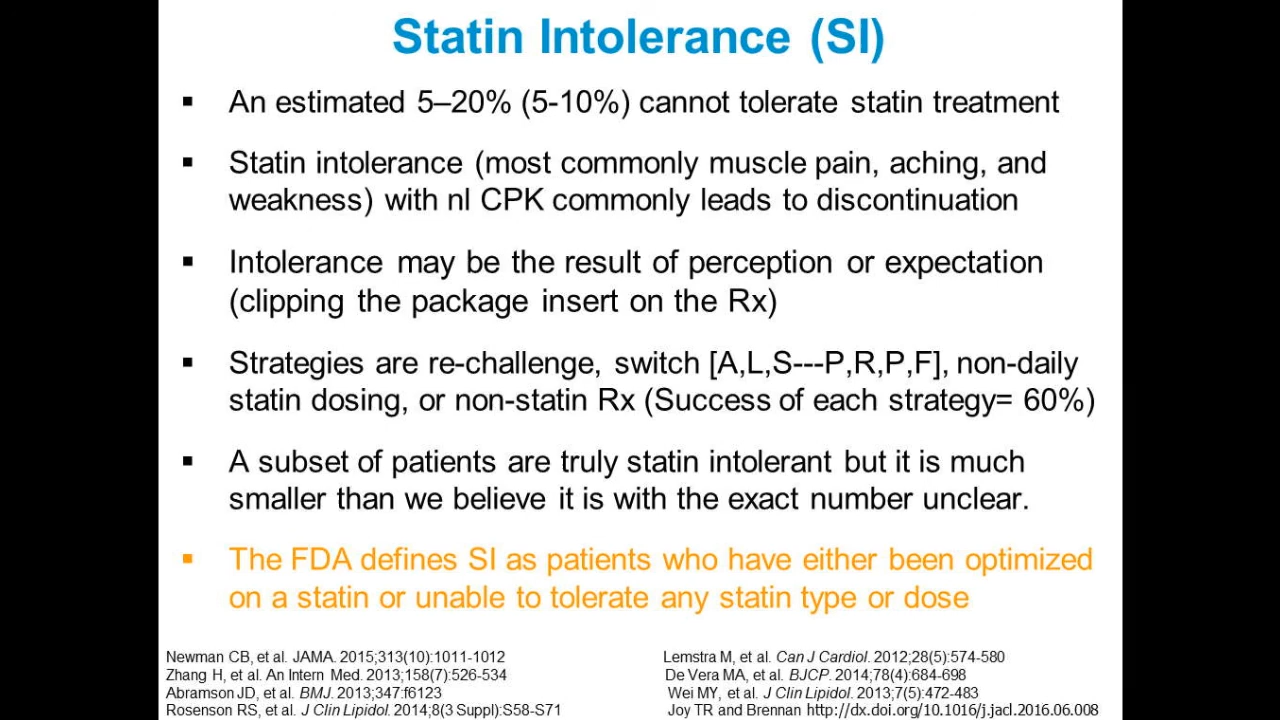 Statin Intolerance (SI)
▪ An estimated 5–20% (5-10%) cannot tolerate statin treatment
▪ Statin intolerance (most commonly muscle pain, aching, and
weakness) with nl CPK commonly leads to discontinuation
▪ Intolerance may be the result of perception or expectation
(clipping the package insert on the Rx)
▪ Strategies are re-challenge, switch [A,L,S---P,R,P,F], non-daily
statin dosing, or non-statin Rx (Success of each strategy= 60%)
▪ A subset of patients are truly statin intolerant but it is much
smaller than we believe it is with the exact number unclear.
▪ The FDA defines SI as patients who have either been optimized
on a statin or unable to tolerate any statin type or dose
Newman CB, et al. JAMA. 2015;313(10):1011-1012
Zhang H, et al. An Intern Med. 2013;158(7):526-534
Abramson JD, et al. BMJ. 2013;347:f6123
Rosenson RS, et al. J Clin Lipidol. 2014;8(3 Suppl):S58-S71
Lemstra M, et al. Can J Cardiol. 2012;28(5):574-580
De Vera MA, et al. BJCP. 2014;78(4):684-698
Wei MY, et al. J Clin Lipidol. 2013;7(5):472-483
Joy TR and Brennan http://dx.doi.org/10.1016/j.jacl.2016.06.008